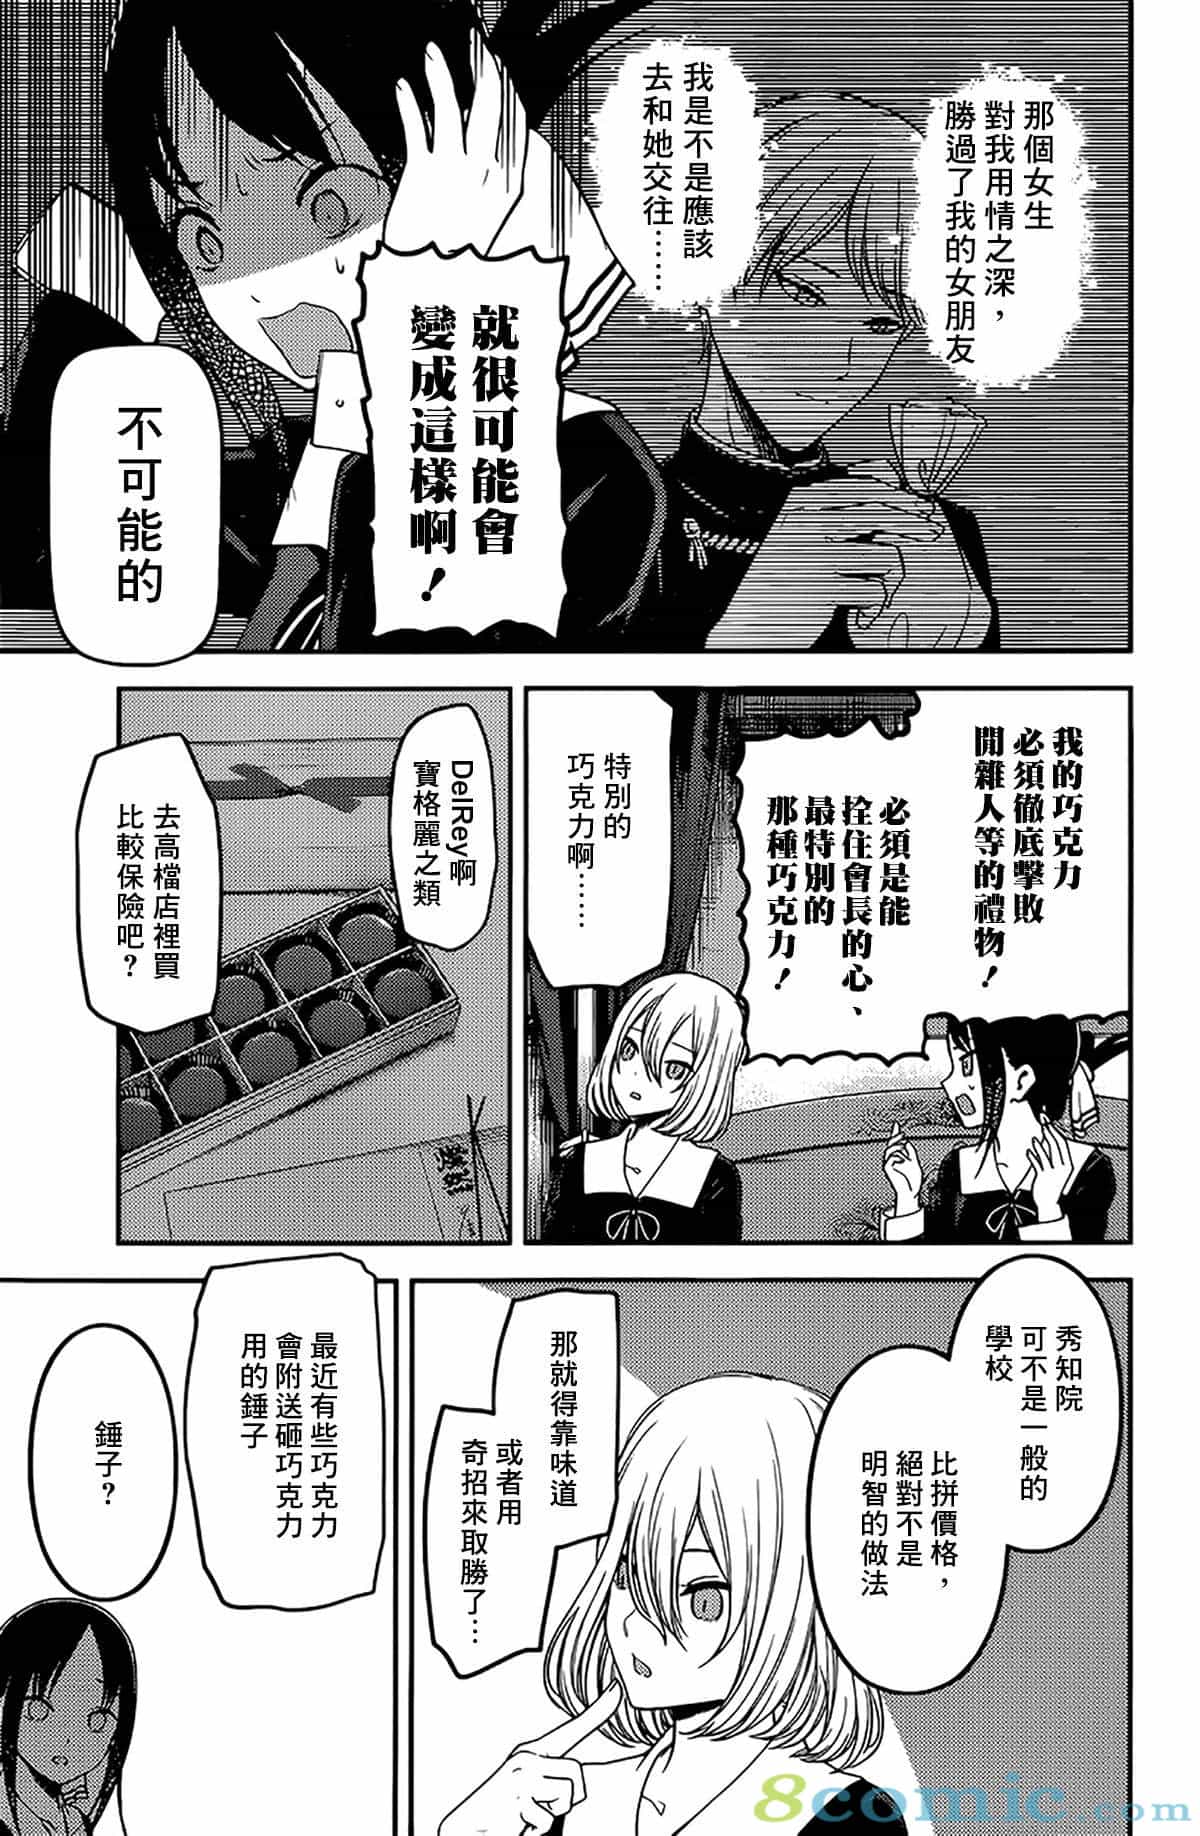 那個女生
對我用情之深，
勝過了我的女朋友
我是不是應該
去和她交往……
就很可能會
變成這樣啊！
不可能的
我的巧克力
必須徹底擊敗
閒雜人等的禮物！
必須是能
拴住會長的心、
最特別的
那種巧克力！
特別的
巧克力啊……
DelRey啊
寶格麗之類
去高檔店裡買
比較保險吧？
秀知院
可不是一般的
學校
比拼價格，
絕對不是
明智的做法
那就得靠味道
或者用
奇招來取勝了…
最近有些巧克力
會附送砸巧克力
用的錘子
錘子？
8comic.com